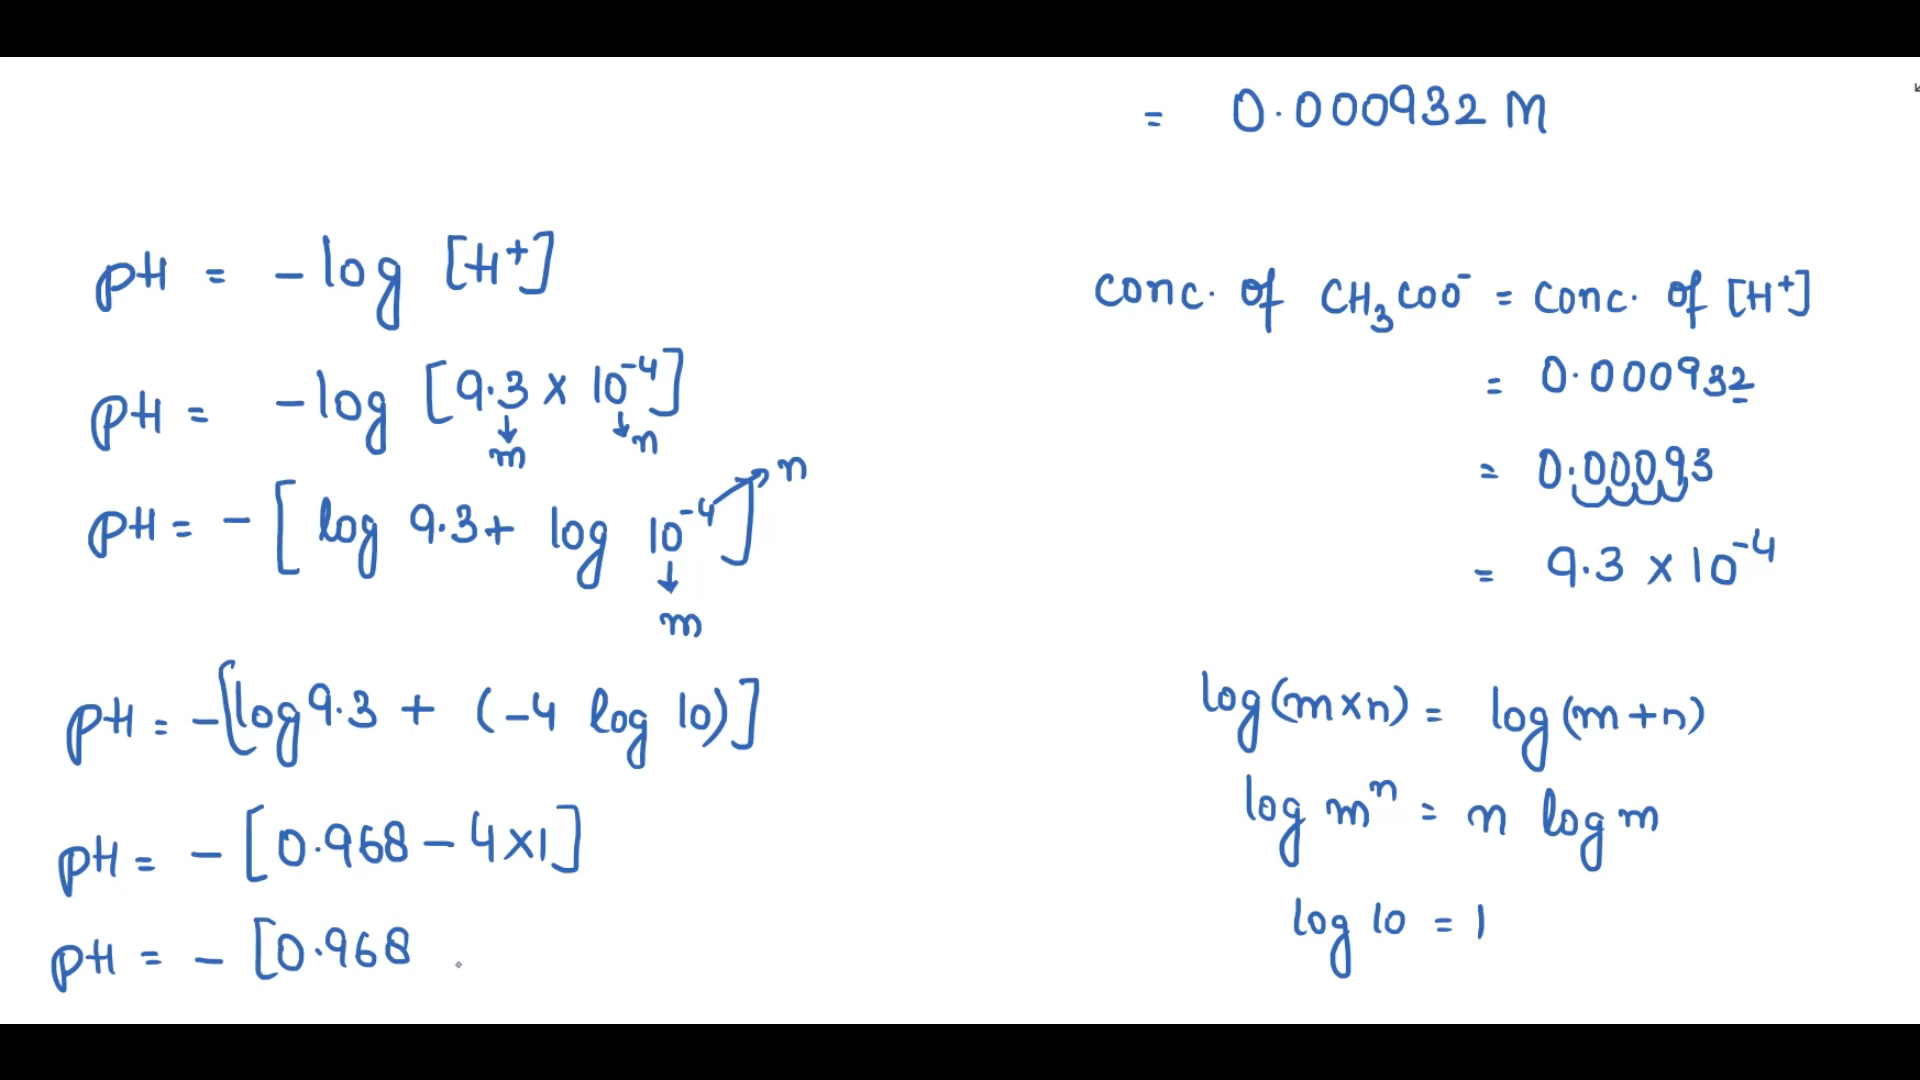 = 0.000932 M
pH = -log [H⁺]
pH = -log [9.3 × 10⁻⁴]
↓ m ↓ n
pH = - [ log 9.3 + log 10⁻⁴ ] → n
↓
m
pH = -[log 9.3 + (-4 log 10)]
pH = - [0.968 - 4×1]
pH = - [0.968
conc. of CH₃COO⁻ = conc. of [H⁺]
= 0.000932
= 0.00093
= 9.3 × 10⁻⁴
log(m×n) = log(m+n)
log mⁿ = n log m
log 10 = 1